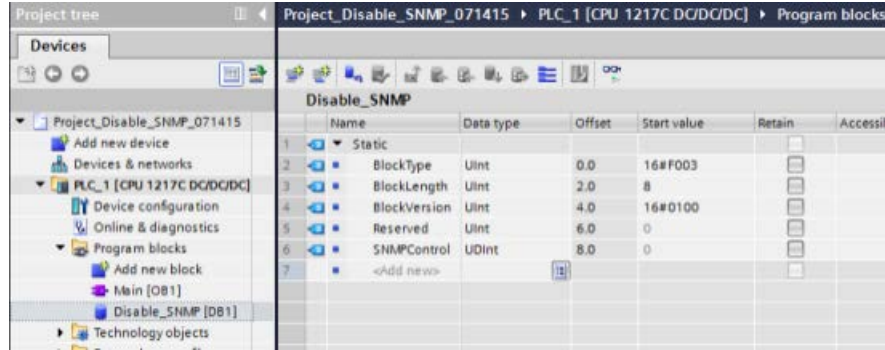 Project tree
Project_Disable_SNMP_071415 ▸ PLC_1 [CPU 1217C DC/DC/DC] ▸ Program blocks
Devices
Disable_SNMP
Name Data type Offset Start value Retain Accessil
1 Static
2 BlockType UInt 0.0 16#F003
3 BlockLength UInt 2.0 8
4 BlockVersion UInt 4.0 16#0100
5 Reserved UInt 6.0 0
6 SNMPControl UDInt 8.0 0
7 <Add new>
Project_Disable_SNMP_071415
Add new device
Devices & networks
PLC_1 [CPU 1217C DC/DC/DC]
Device configuration
Online & diagnostics
Program blocks
Add new block
Main [OB1]
Disable_SNMP [DB1]
Technology objects